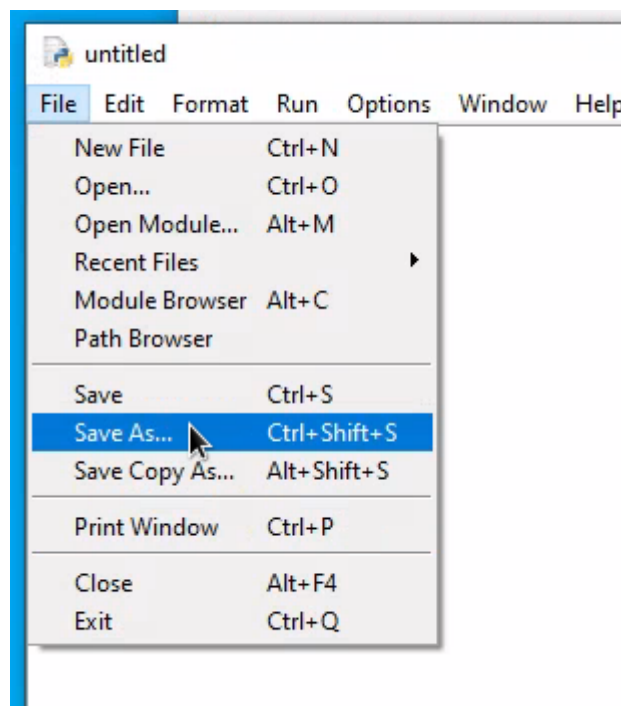 untitled
File Edit Format Run Options Window Help
New File Ctrl+N
Open... Ctrl+O
Open Module... Alt+M
Recent Files
Module Browser Alt+C
Path Browser
Save Ctrl+S
Save As... Ctrl+Shift+S
Save Copy As... Alt+Shift+S
Print Window Ctrl+P
Close Alt+F4
Exit Ctrl+Q